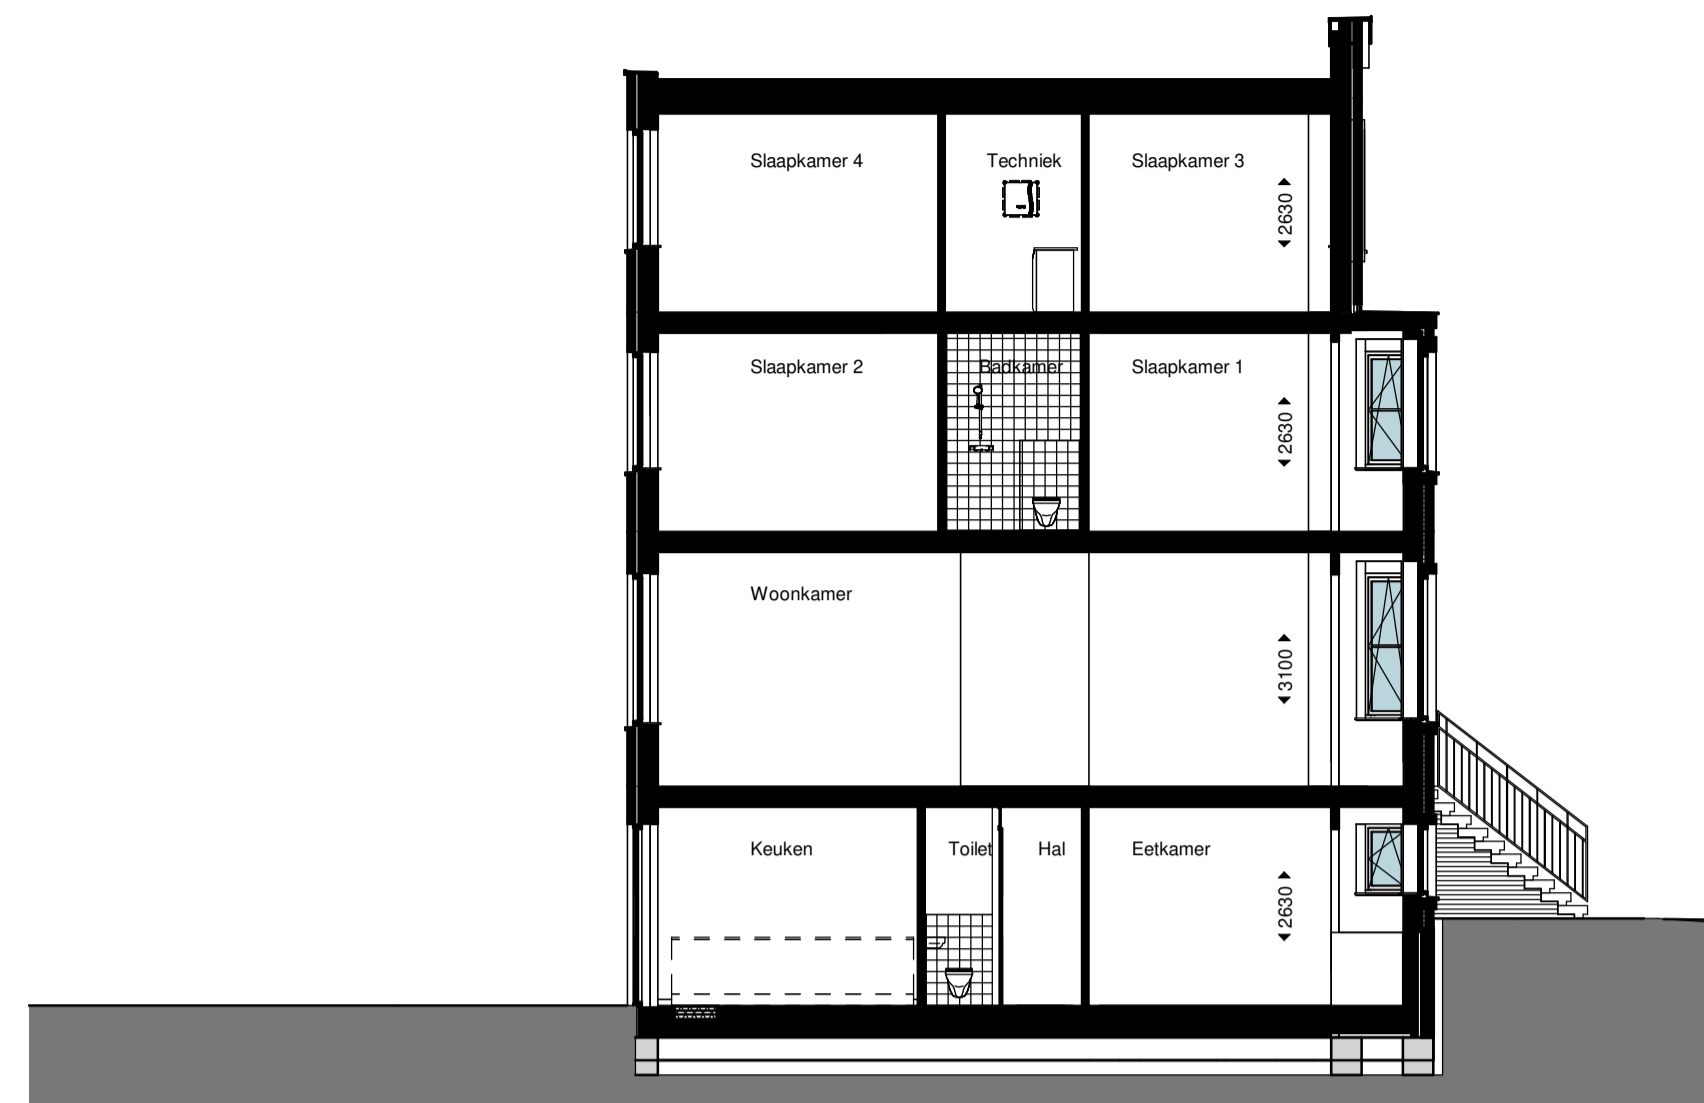 Slaapkamer 4
Techniek
Slaapkamer 3
2630
Slaapkamer 2
Badkamer
Slaapkamer 1
2630
Woonkamer
3100
Keuken
Toilet
Hal
Eetkamer
2630